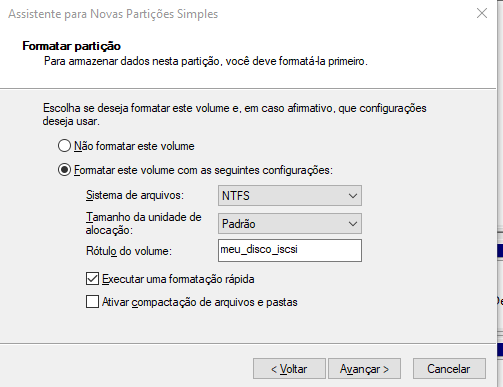 Assistente para Novas Partições Simples
Formatar partição
Para armazenar dados nesta partição, você deve formatá-la primeiro.
Escolha se deseja formatar este volume e, em caso afirmativo, que configurações
deseja usar.
Não formatar este volume
Formatar este volume com as seguintes configurações:
Sistema de arquivos:
NTFS
Tamanho da unidade de
alocação:
Padrão
Rótulo do volume:
meu_disco_iscsi
Executar uma formatação rápida
Ativar compactação de arquivos e pastas
< Voltar
Avançar >
Cancelar